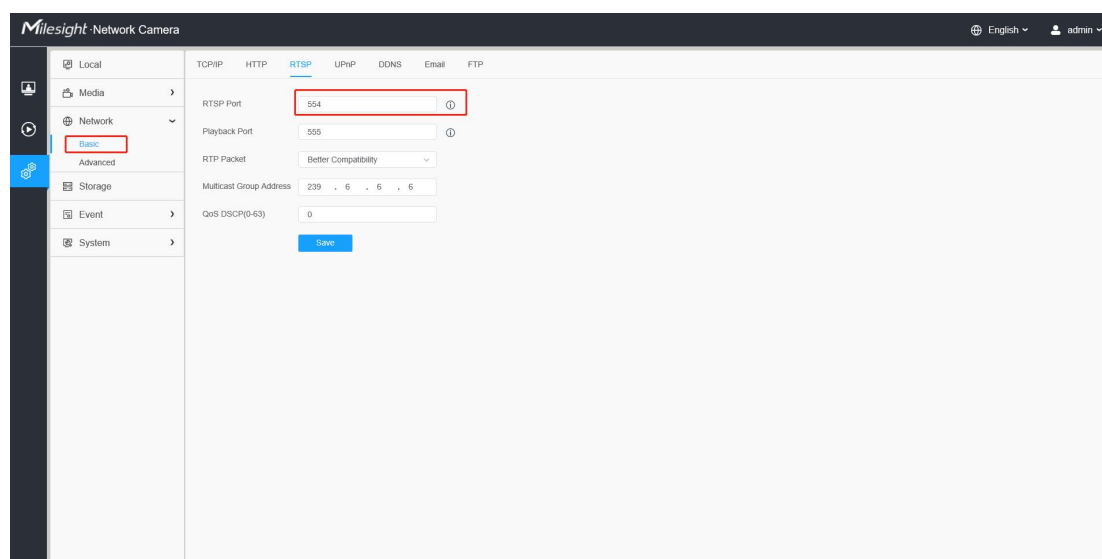 Milesight·Network Camera
English
admin
Local
Media
Network
Basic
Advanced
Storage
Event
System
TCP/IP HTTP RTSP UPnP DDNS Email FTP
RTSP Port 554
Playback Port 555
RTP Packet Better Compatibility
Multicast Group Address 239 . 6 . 6 . 6
QoS DSCP(0-63) 0
Save